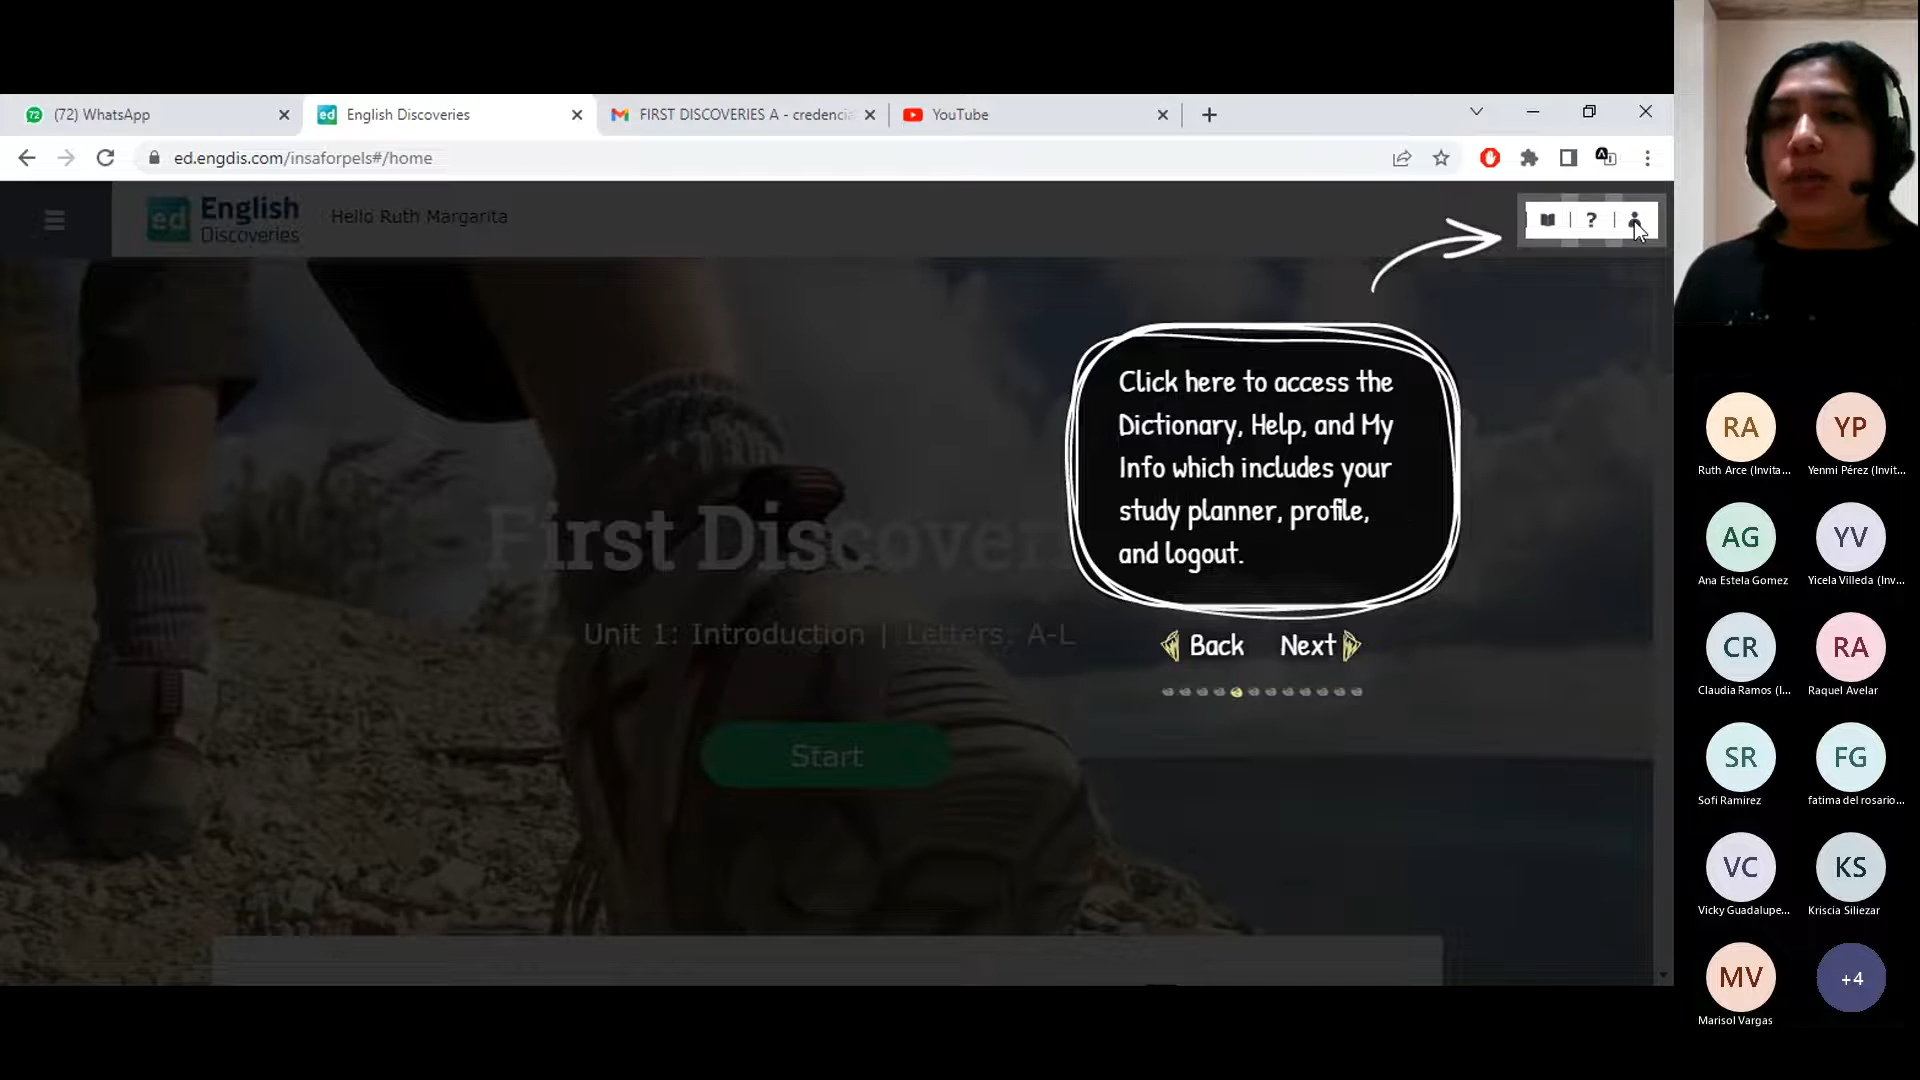 72
(72) WhatsApp
ed
English Discoveries
FIRST DISCOVERIES A - credencia
YouTube
ed.engdis.com/insaforpels#/home
ed
English
Discoveries
Hello Ruth Margarita
?
Click here to access the
Dictionary, Help, and My
Info which includes your
study planner, profile,
and logout.
Back Next
First Discover
Unit 1: Introduction | Letters, A-L
Start
RA
YP
Ruth Arce (Invita...
Yenmi Pérez (Invit...
AG
YV
Ana Estela Gomez
Yicela Villeda (Inv...
CR
RA
Claudia Ramos (I...
Raquel Avelar
SR
FG
Sofi Ramirez
fatima del rosario...
VC
KS
Vicky Guadalupe...
Kriscia Siliezar
MV
+4
Marisol Vargas